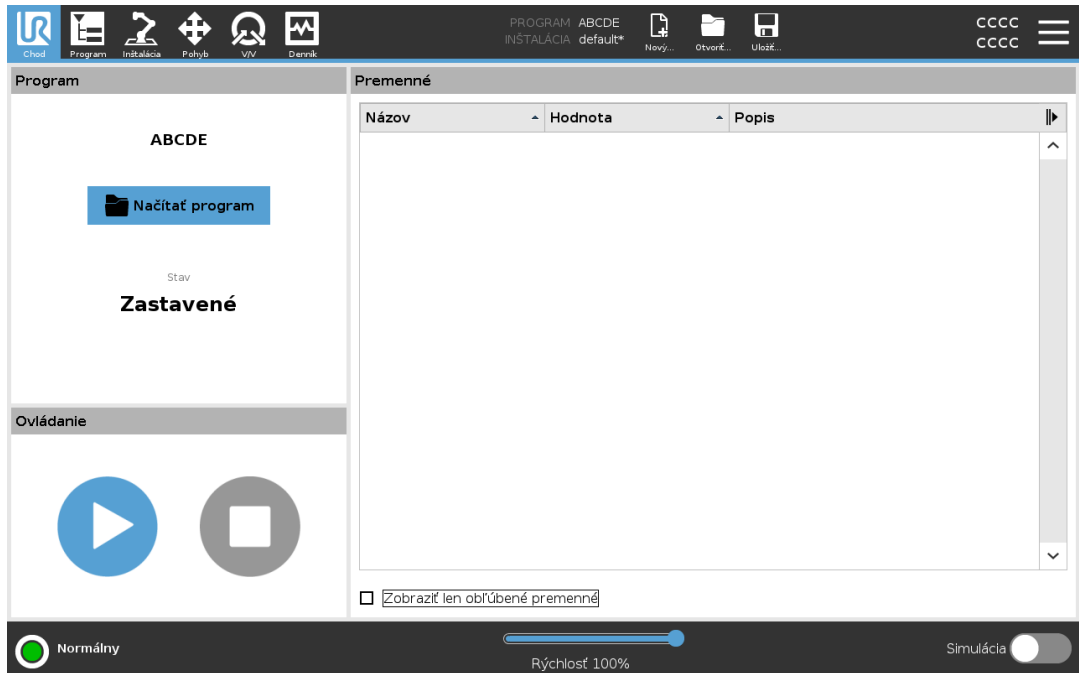 Chod
Program
Inštalácia
Pohyb
V/V
Denník
PROGRAM ABCDE
INŠTALÁCIA default*
Nový...
Otvoriť...
Uložiť...
CCCC
CCCC
Program
ABCDE
Načítať program
Stav
Zastavené
Ovládanie
Premenné
Názov Hodnota Popis
Zobraziť len obľúbené premenné
Normálny
Rýchlosť 100%
Simulácia